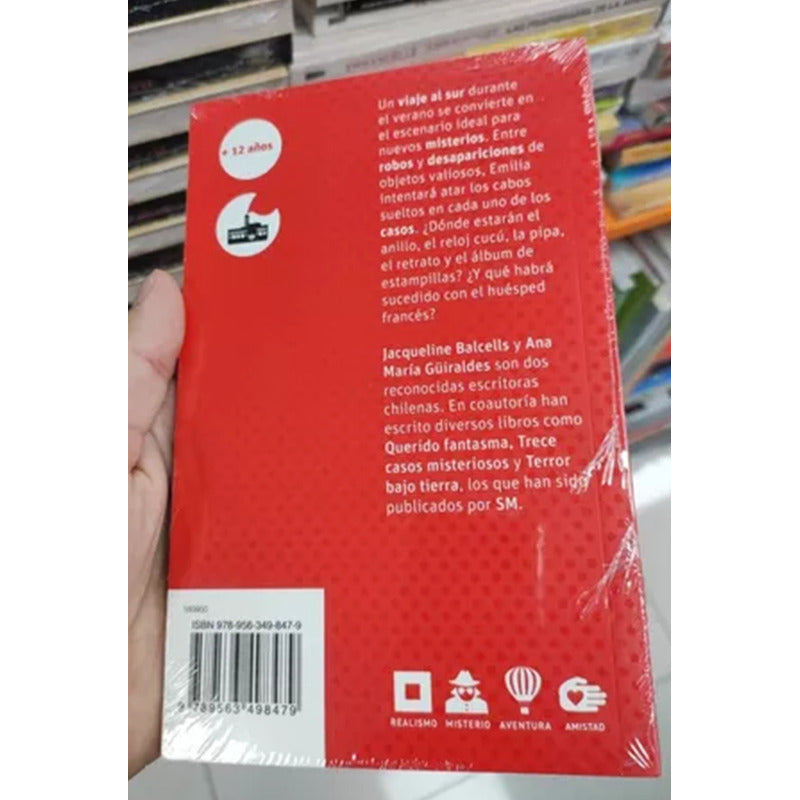 + 12 años
Un viaje al sur durante
el verano se convierte en
el escenario ideal para
nuevos misterios. Entre
robos y desapariciones de
objetos valiosos, Emilia
intentará atar los cabos
sueltos en cada uno de los
casos. ¿Dónde estarán el
anillo, el reloj cucú, la pipa,
el retrato y el álbum de
estampillas? ¿Y qué habrá
sucedido con el huésped
francés?
Jacqueline Balcells y Ana
María Güiraldes son dos
reconocidas escritoras
chilenas. En coautoría han
escrito diversos libros como
Querido fantasma, Trece
casos misteriosos y Terror
bajo tierra, los que han sido
publicados por SM.
ISBN 978-956-349-847-9
9 789563 498479
REALISMO MISTERIO AVENTURA AMISTAD